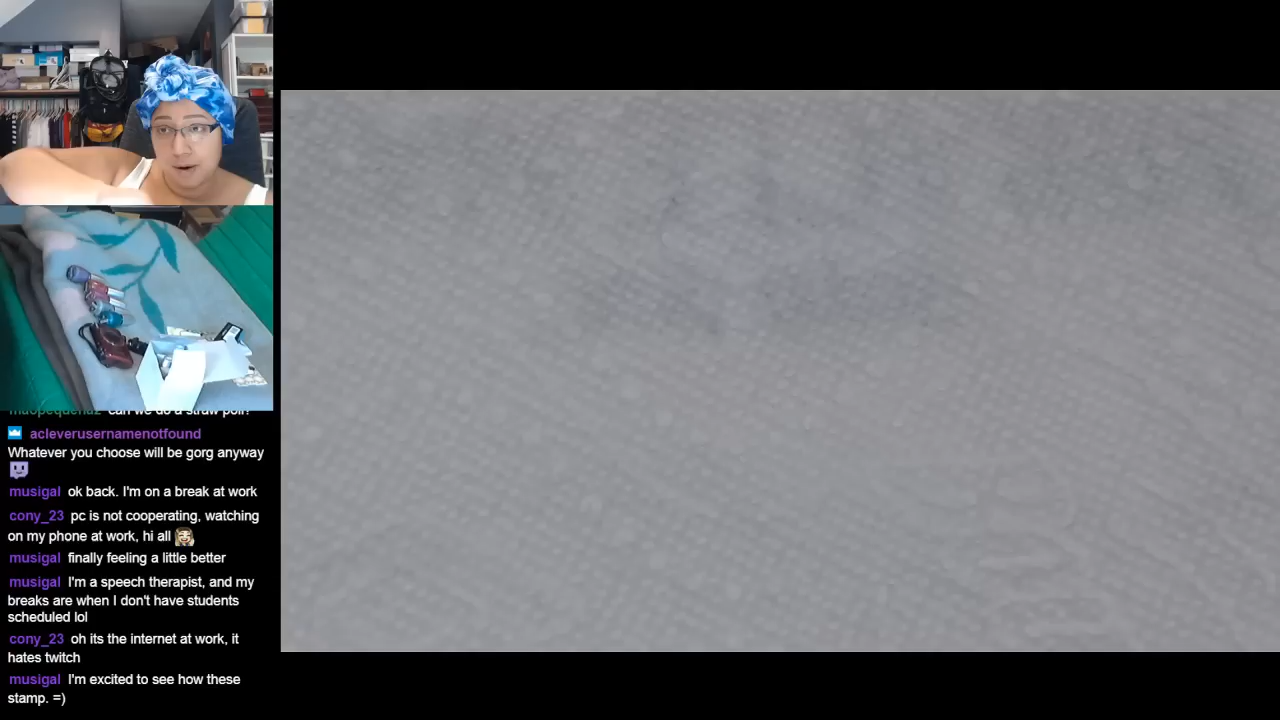 acleverusernamenotfound
Whatever you choose will be gorg anyway
musigal ok back. I'm on a break at work
cony_23 pc is not cooperating, watching
on my phone at work, hi all
musigal finally feeling a little better
musigal I'm a speech therapist, and my
breaks are when I don't have students
scheduled lol
cony_23 oh its the internet at work, it
hates twitch
musigal I'm excited to see how these
stamp. =)